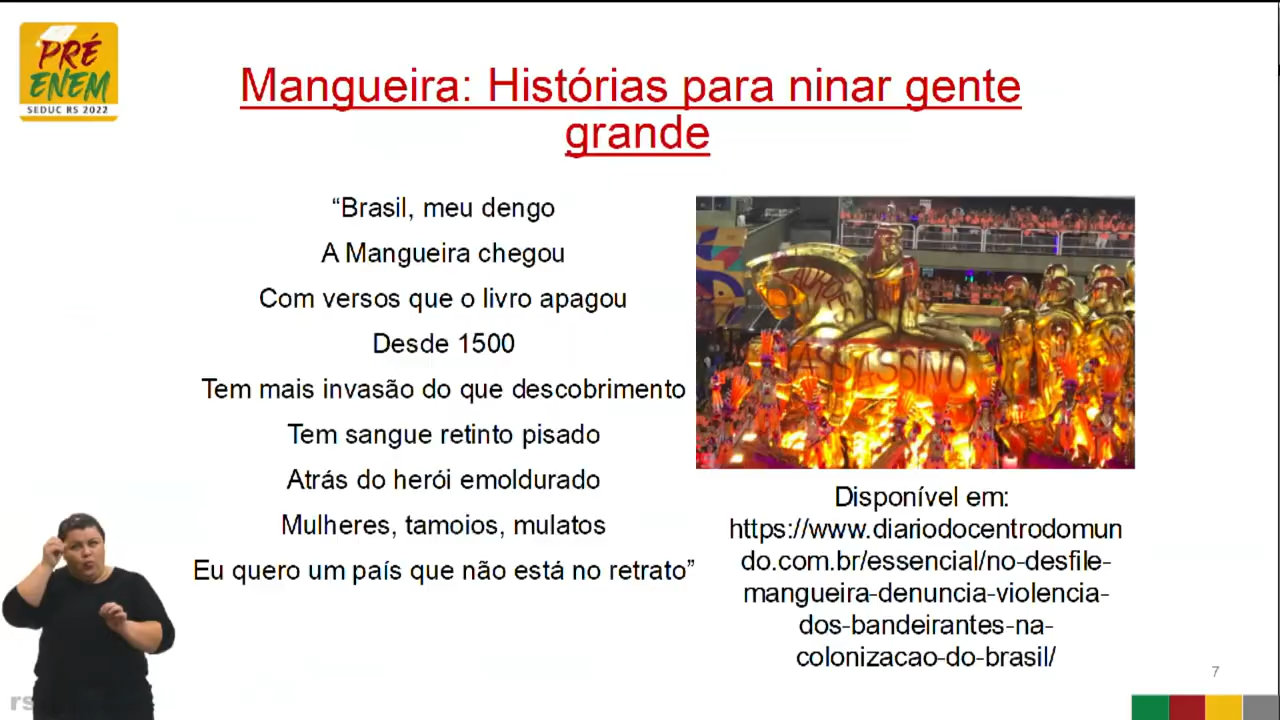 PRÉ
ENEM
SEDUC RS 2022
Mangueira: Histórias para ninar gente
grande
“Brasil, meu dengo
A Mangueira chegou
Com versos que o livro apagou
Desde 1500
Tem mais invasão do que descobrimento
Tem sangue retinto pisado
Atrás do herói emoldurado
Mulheres, tamoios, mulatos
Eu quero um país que não está no retrato”
ASSASSINO
Disponível em:
https://www.diariodocentrodomun
do.com.br/essencial/no-desfile-
mangueira-denuncia-violencia-
dos-bandeirantes-na-
colonizacao-do-brasil/
7